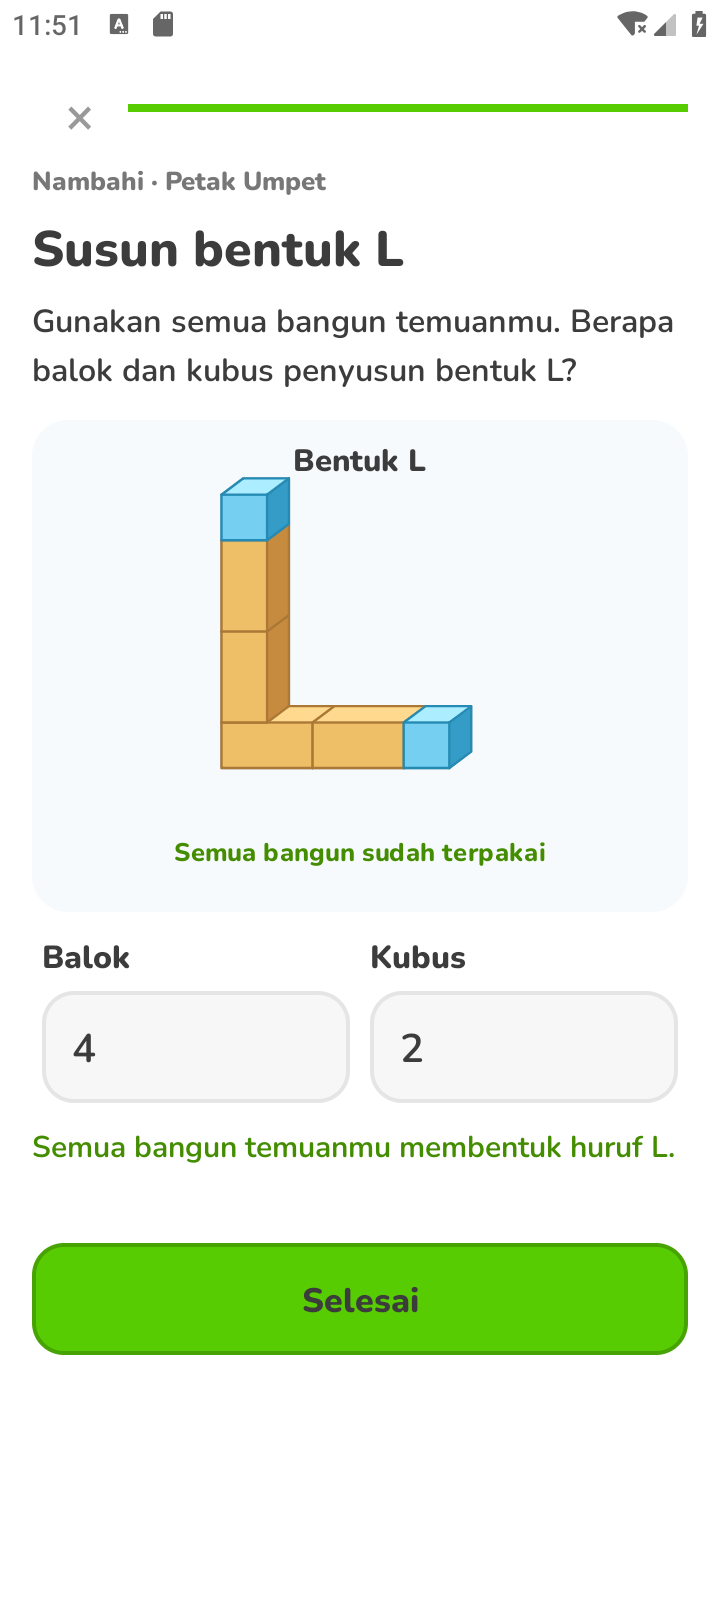 11:51
Nambahi · Petak Umpet
Susun bentuk L
Gunakan semua bangun temuanmu. Berapa
balok dan kubus penyusun bentuk L?
Bentuk L
Semua bangun sudah terpakai
Balok
Kubus
4
2
Semua bangun temuanmu membentuk huruf L.
Selesai